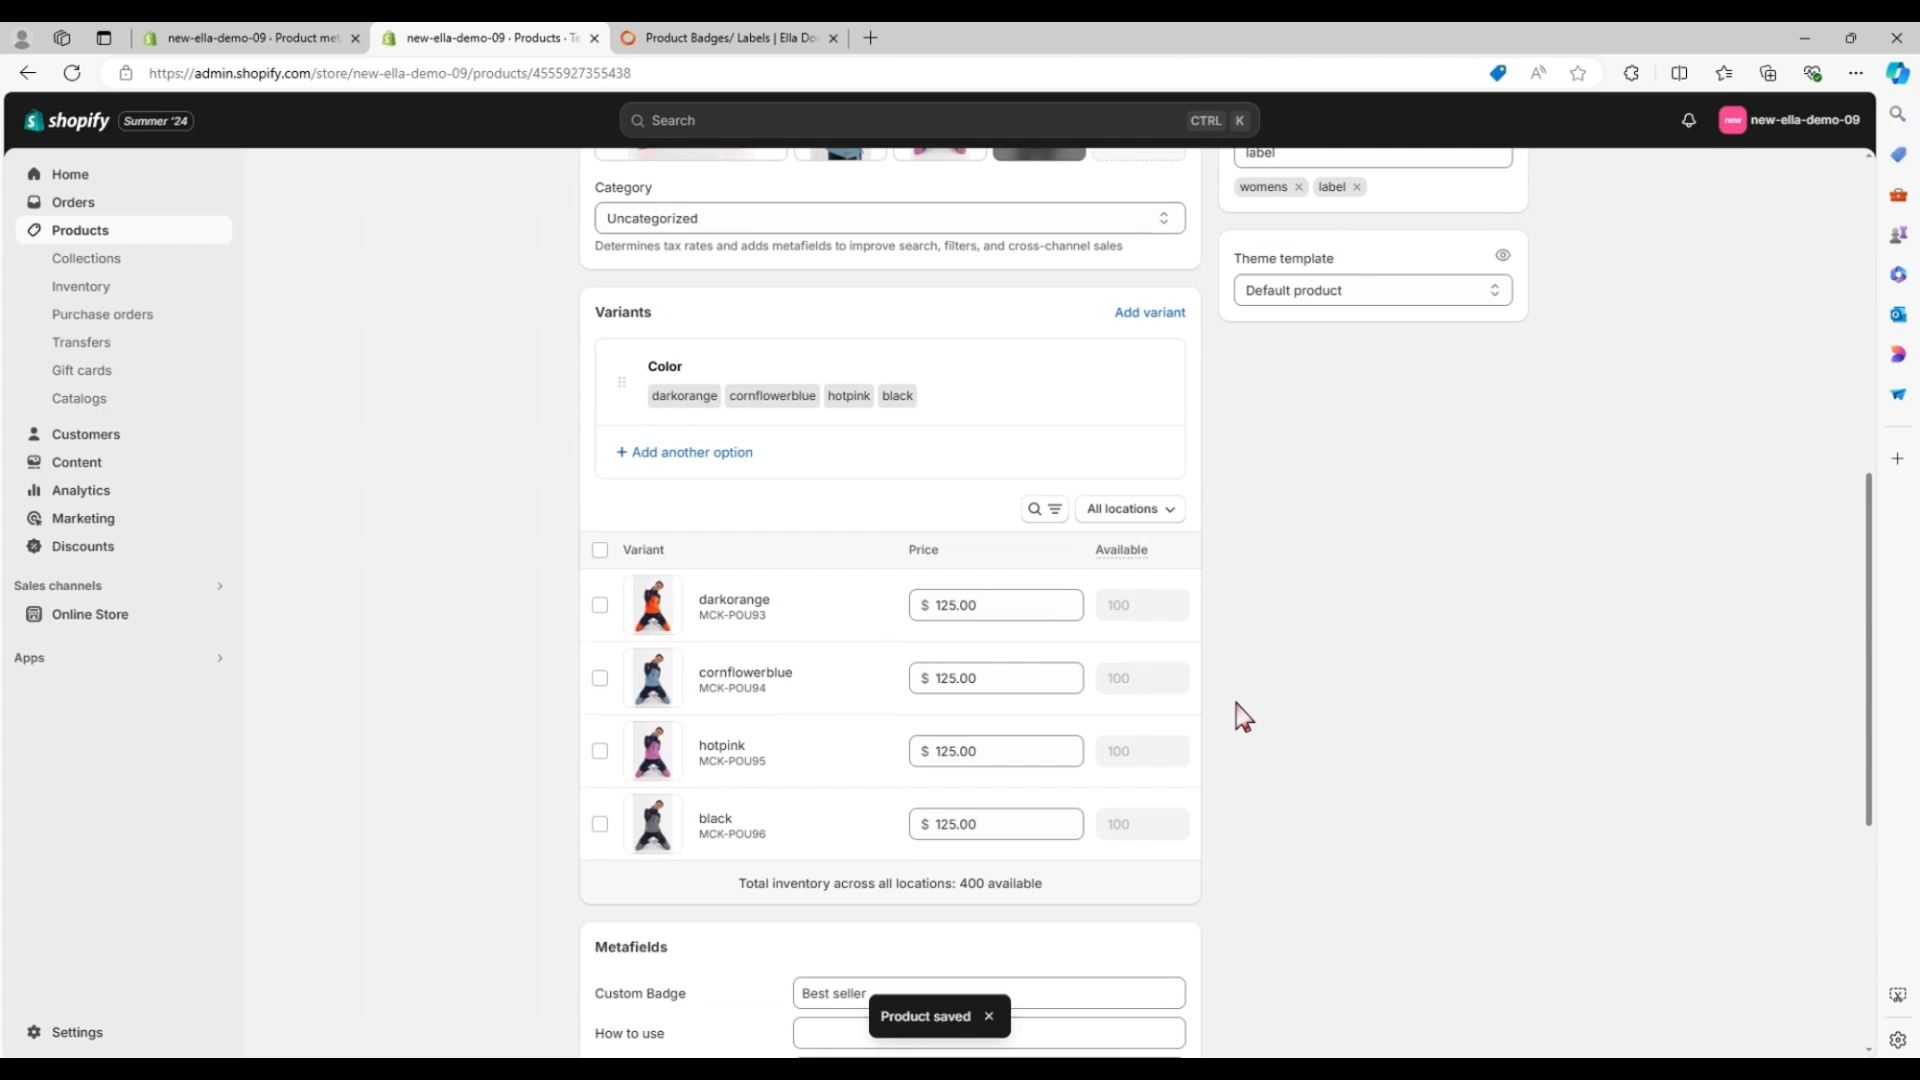 new-ella-demo-09 · Product met
new-ella-demo-09 · Products · Te
Product Badges/ Labels | Ella Do
https://admin.shopify.com/store/new-ella-demo-09/products/4555927355438
shopify
Summer '24
Search
CTRL K
new
new-ella-demo-09
Home
Orders
Products
Collections
Inventory
Purchase orders
Transfers
Gift cards
Catalogs
Customers
Content
Analytics
Marketing
Discounts
Sales channels
Online Store
Apps
Settings
Category
Uncategorized
Determines tax rates and adds metafields to improve search, filters, and cross-channel sales
Variants
Add variant
Color
darkorange cornflowerblue hotpink black
+ Add another option
All locations
Variant Price Available
darkorange
MCK-POU93
$ 125.00
100
cornflowerblue
MCK-POU94
$ 125.00
100
hotpink
MCK-POU95
$ 125.00
100
black
MCK-POU96
$ 125.00
100
Total inventory across all locations: 400 available
Metafields
Custom Badge
Best seller
How to use
Product saved
label
womens label
Theme template
Default product